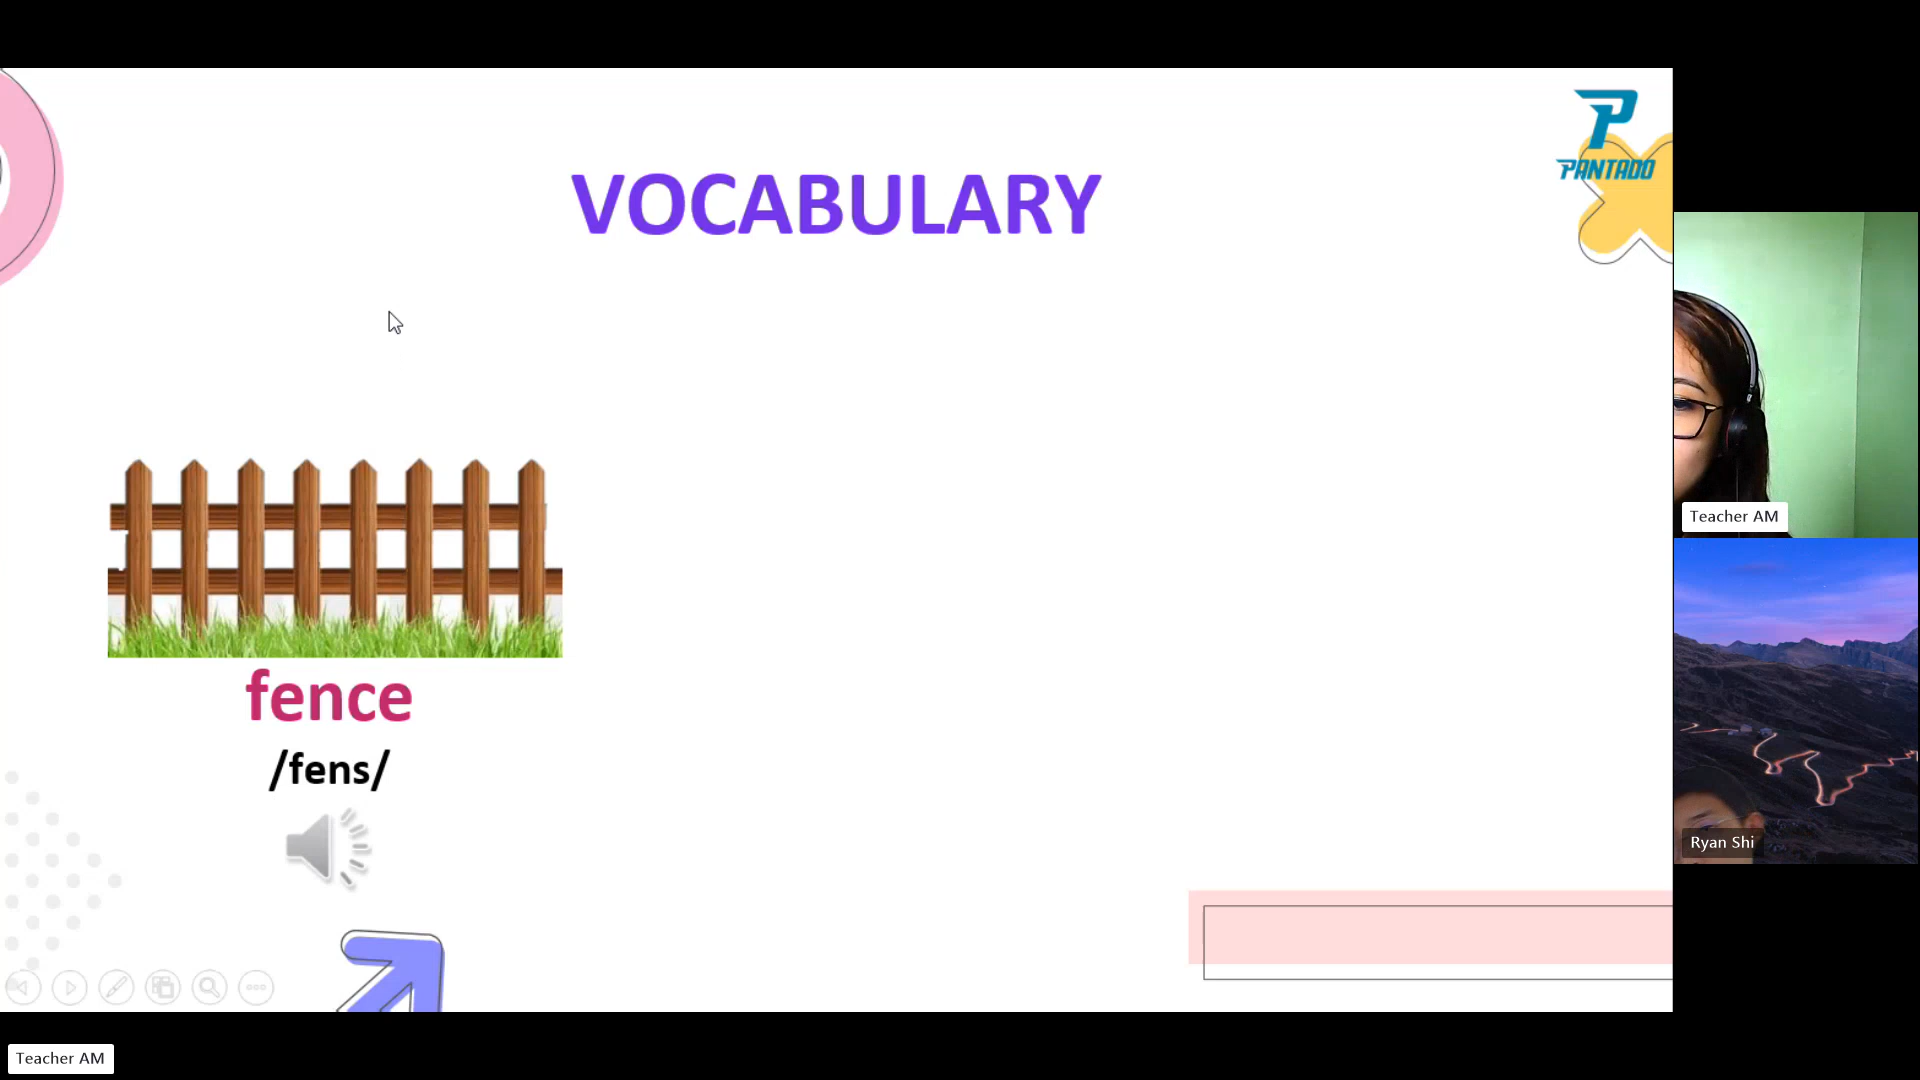 PANTADO
VOCABULARY
fence
/fens/
Teacher AM
Ryan Shi
Teacher AM